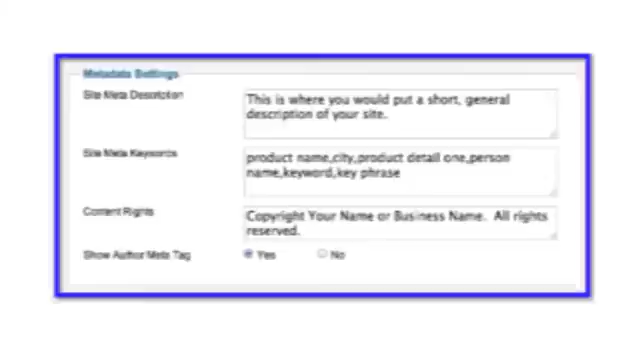 Metadata Settings
Site Meta Description
This is where you would put a short, general
description of your site.
Site Meta Keywords
product name,city,product detail one,person
name,keyword,key phrase
Content Rights
Copyright Your Name or Business Name.  All rights
reserved.
Show Author Meta Tag
Yes No